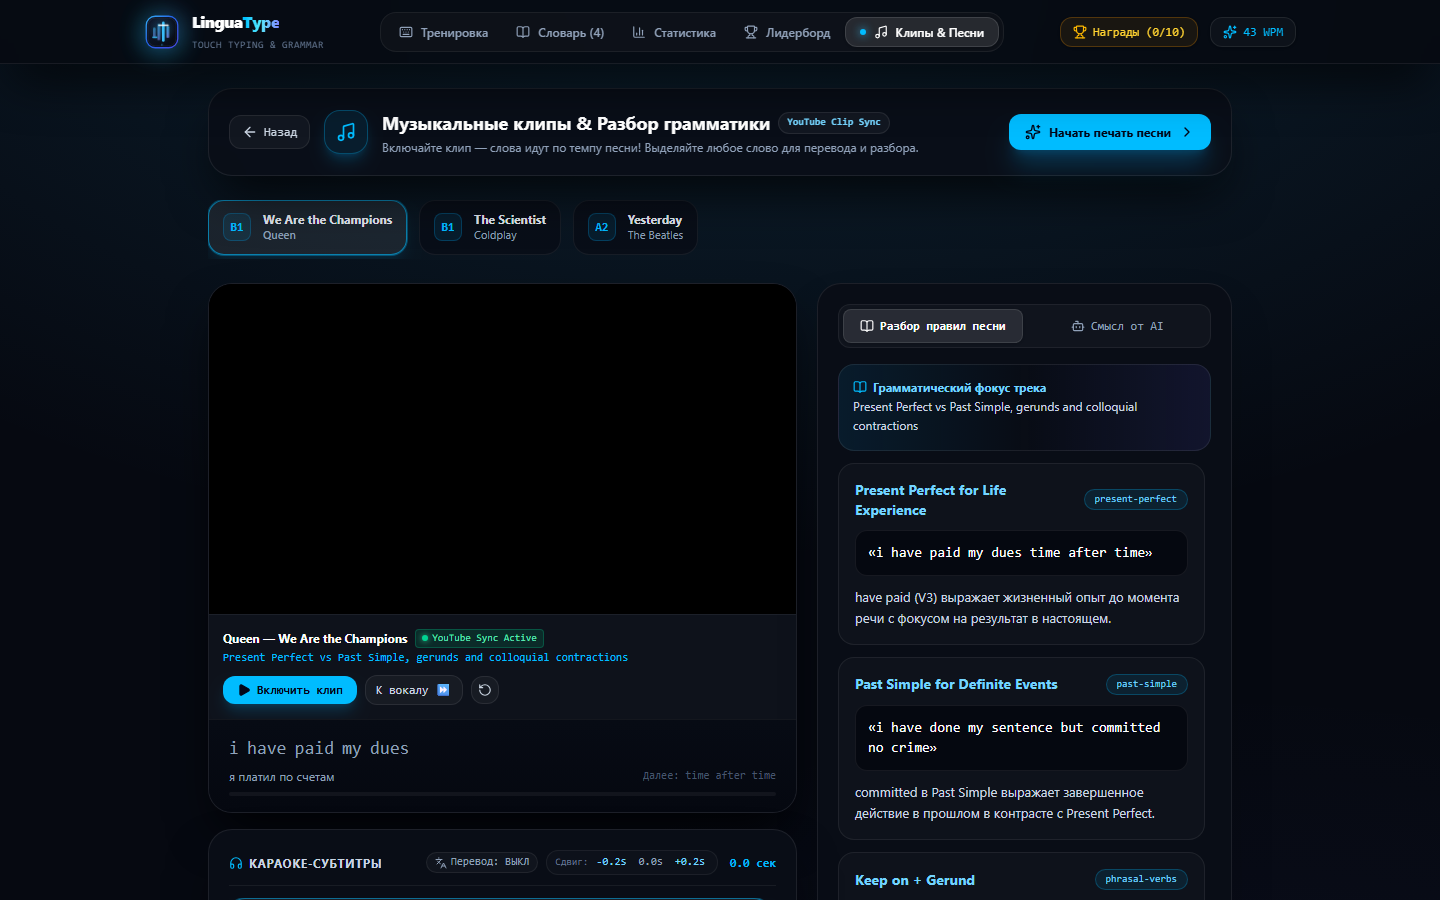 LinguaType
TOUCH TYPING & GRAMMAR
Тренировка
Словарь (4)
Статистика
Лидерборд
Клипы & Песни
Награды (0/10)
43 WPM
Назад
Музыкальные клипы & Разбор грамматики
YouTube Clip Sync
Включайте клип — слова идут по темпу песни! Выделяйте любое слово для перевода и разбора.
Начать печать песни
B1
We Are the Champions
Queen
B1
The Scientist
Coldplay
A2
Yesterday
The Beatles
Queen — We Are the Champions
YouTube Sync Active
Present Perfect vs Past Simple, gerunds and colloquial contractions
Включить клип
К вокалу
i have paid my dues
я платил по счетам
Далее: time after time
КАРАОКЕ-СУБТИТРЫ
Перевод: ВЫКЛ
Сдвиг: -0.2s 0.0s +0.2s
0.0 сек
Разбор правил песни
Смысл от AI
Грамматический фокус трека
Present Perfect vs Past Simple, gerunds and colloquial
contractions
Present Perfect for Life
Experience
present-perfect
«i have paid my dues time after time»
have paid (V3) выражает жизненный опыт до момента
речи с фокусом на результат в настоящем.
Past Simple for Definite Events
past-simple
«i have done my sentence but committed
no crime»
committed в Past Simple выражает завершенное
действие в прошлом в контрасте с Present Perfect.
Keep on + Gerund
phrasal-verbs